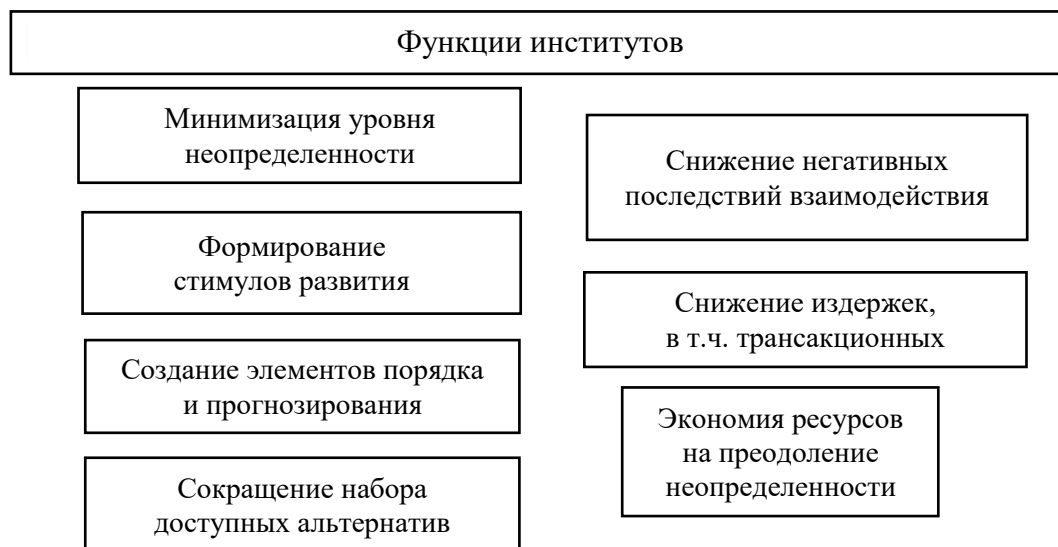 Функции институтов
Минимизация уровня
неопределенности
Формирование
стимулов развития
Создание элементов порядка
и прогнозирования
Сокращение набора
доступных альтернатив
Снижение негативных
последствий взаимодействия
Снижение издержек,
в т.ч. трансакционных
Экономия ресурсов
на преодоление
неопределенности